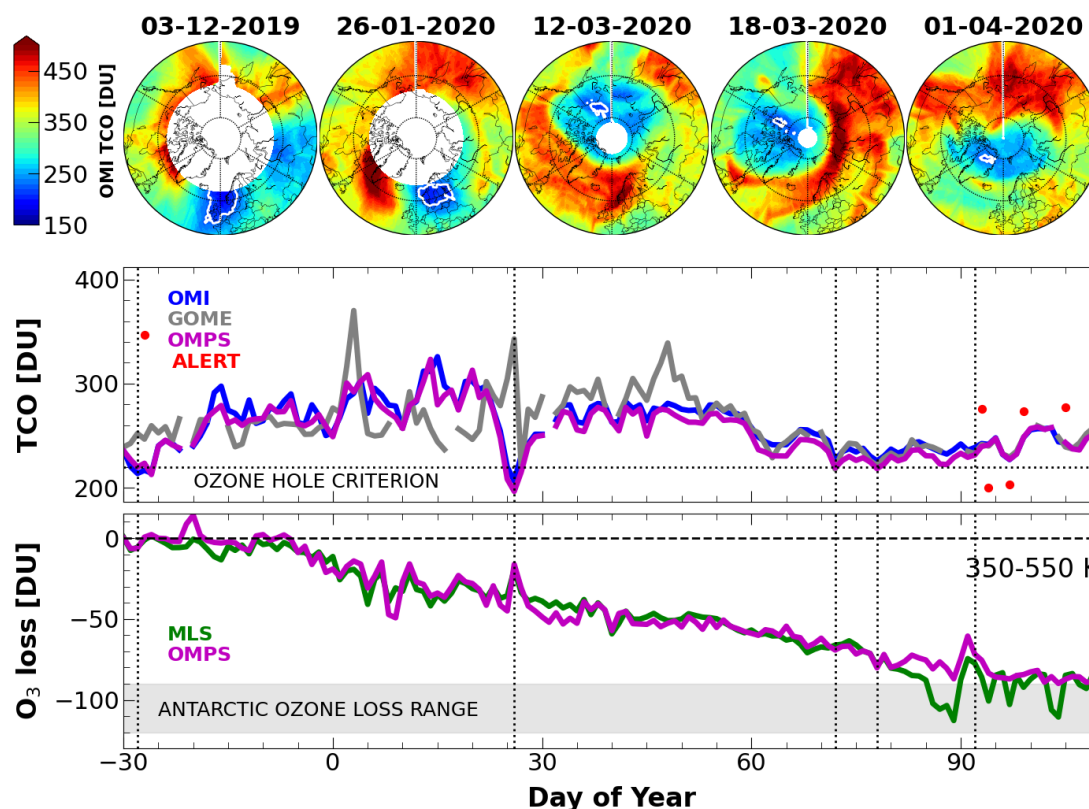 03-12-2019 26-01-2020 12-03-2020 18-03-2020 01-04-2020
OMI TCO [DU]
450
350
250
150
TCO [DU]
400
300
200
OMI
GOME
OMPS
ALERT
OZONE HOLE CRITERION
O₃ loss [DU]
0
−50
−100
350-550
MLS
OMPS
ANTARCTIC OZONE LOSS RANGE
−30 0 30 60 90
Day of Year